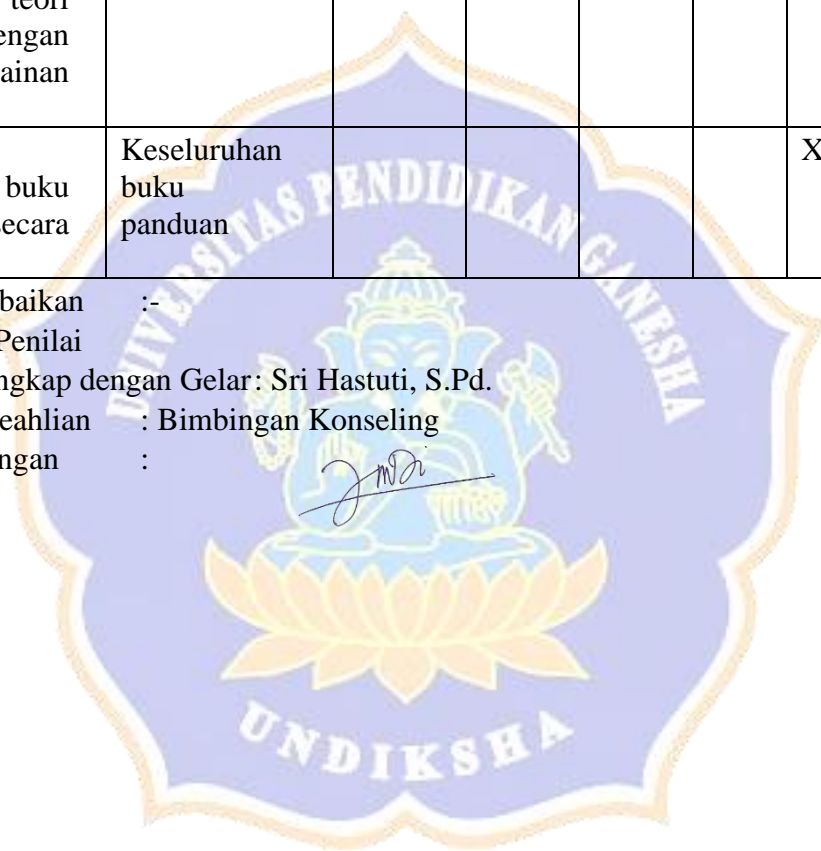 teori
engan
ainan
Keseluruhan X
buku buku
ecara panduan
baikan :-
Penilai
ngkap dengan Gelar: Sri Hastuti, S.Pd.
eahlian : Bimbingan Konseling
ngan :
UNIVERSITAS PENDIDIKAN GANESHA
UNDIKSHA